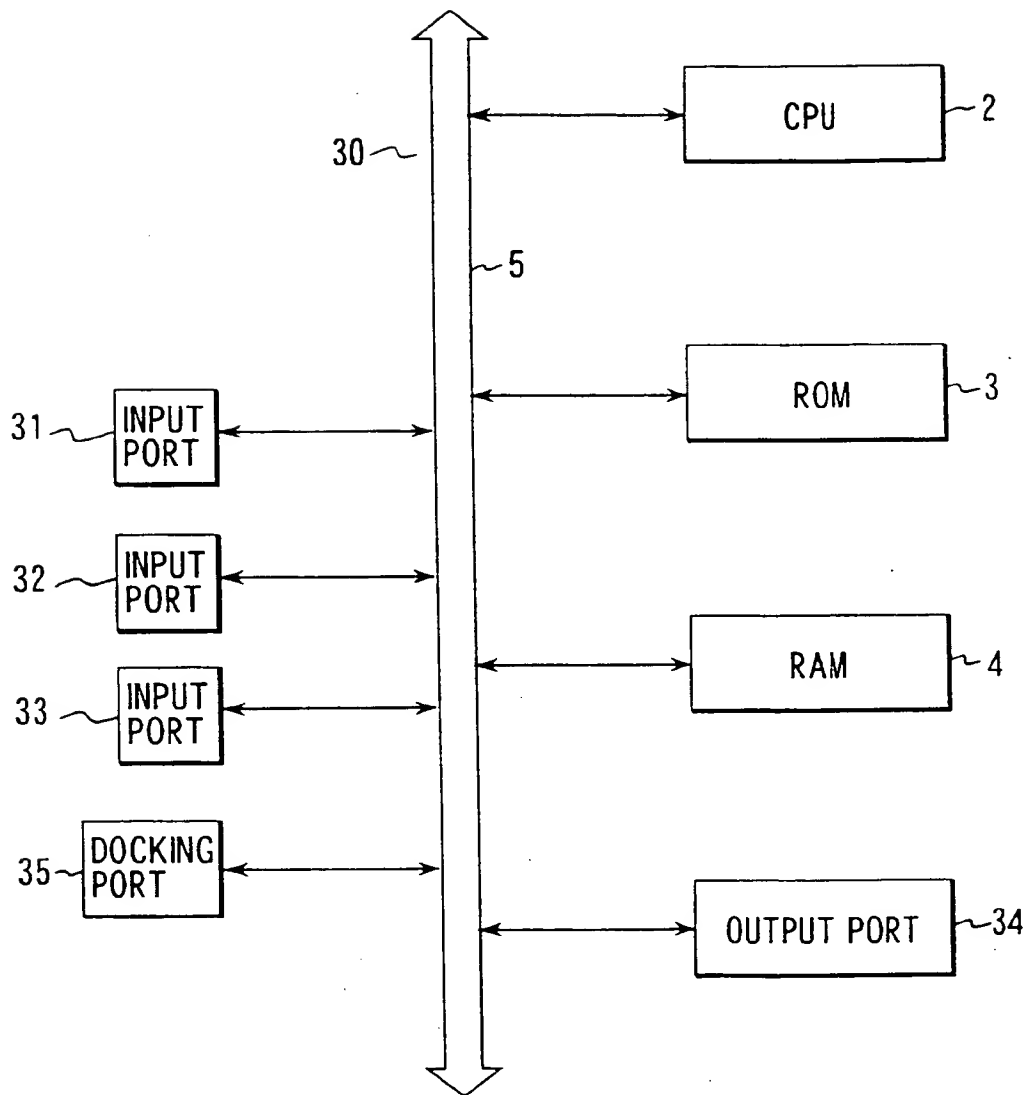 CPU
2
30
5
ROM
3
31
INPUT
PORT
32
INPUT
PORT
RAM
4
33
INPUT
PORT
35
DOCKING
PORT
OUTPUT PORT
34